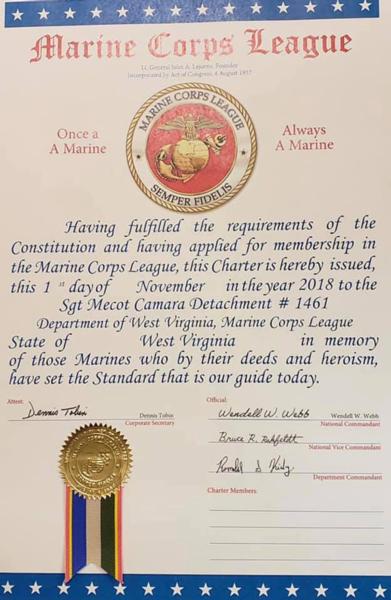 Marine Corps League
Lt. General John A. Lejeune, Founder
Incorporated by Act of Congress, 4 August 1937
MARINE CORPS LEAGUE
SEMPER FIDELIS
Once a
A Marine
Always
A Marine
Having fulfilled the requirements of the
Constitution and having applied for membership in
the Marine Corps League, this Charter is hereby issued,
this 1 st day of November in the year 2018 to the
Sgt Mecot Camara Detachment # 1461
Department of West Virginia, Marine Corps League
State of West Virginia in memory
of those Marines who by their deeds and heroism,
have set the Standard that is our guide today.
Attest:
Dennis Tobin
Dennis Tobin
Corporate Secretary
Official:
Wendell W. Webb
Wendell W. Webb
National Commandant
Bruce R.
National Vice Commandant
Ronald D
Department Commandant
Charter Members: